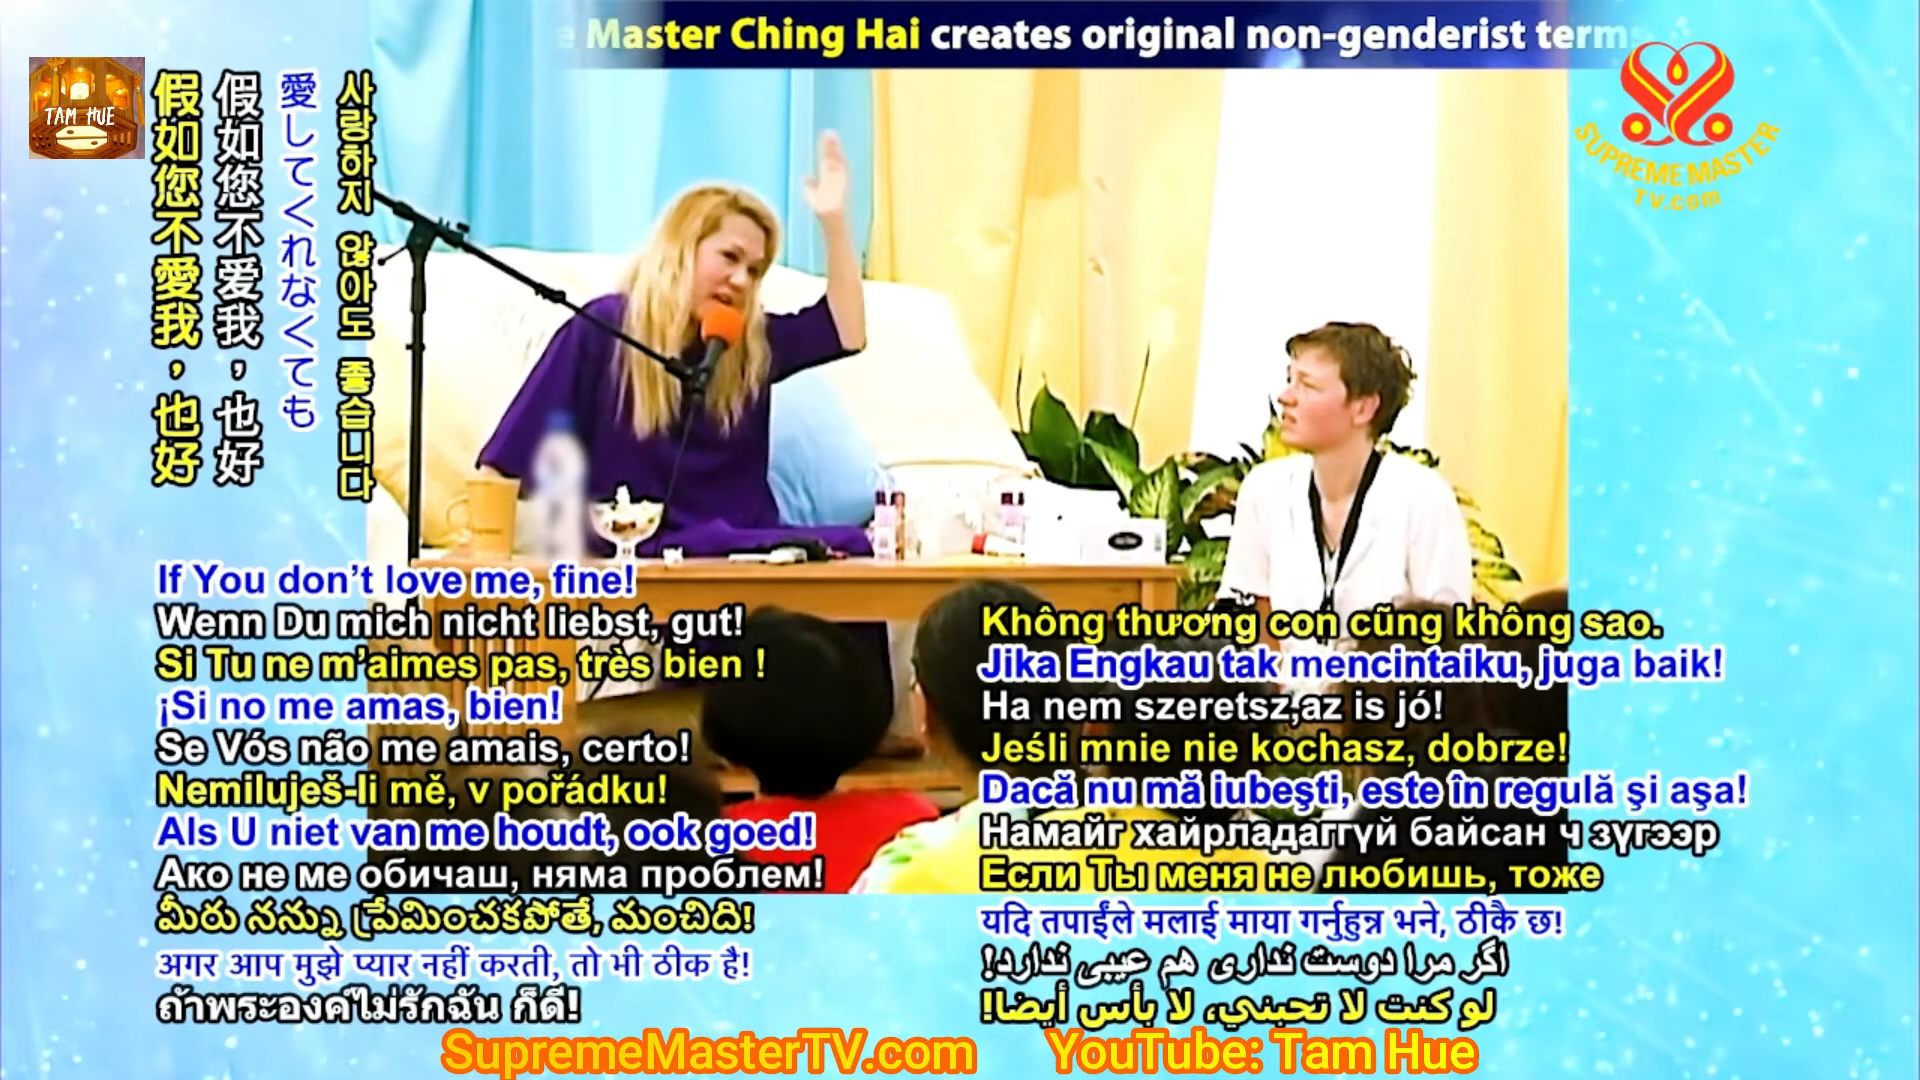 Master Ching Hai creates original non-genderist terms
TAM HUE
SUPREME MASTER
TV.com
假如您不愛我，也好
假如您不爱我，也好
愛してくれなくても
사랑하지 않아도 좋습니다
If You don’t love me, fine!
Wenn Du mich nicht liebst, gut!
Si Tu ne m’aimes pas, très bien !
¡Si no me amas, bien!
Se Vós não me amais, certo!
Nemiluješ-li mě, v pořádku!
Als U niet van me houdt, ook goed!
Ако не ме обичаш, няма проблем!
మీరు నన్ను ప్రేమించకపోతే, మంచిది!
अगर आप मुझे प्यार नहीं करती, तो भी ठीक है!
ถ้าพระองค์ไม่รักฉัน ก็ดี!
Không thương con cũng không sao.
Jika Engkau tak mencintaiku, juga baik!
Ha nem szeretsz,az is jó!
Jeśli mnie nie kochasz, dobrze!
Dacă nu mă iubeşti, este în regulă şi aşa!
Намайг хайрладаггүй байсан ч зүгээр
Если Ты меня не любишь, тоже
यदि तपाईंले मलाई माया गर्नुहुन्न भने, ठीकै छ!
اگر مرا دوست نداری هم عیبی ندارد!
لو كنت لا تحبني، لا بأس أيضا!
SupremeMasterTV.com YouTube: Tam Hue